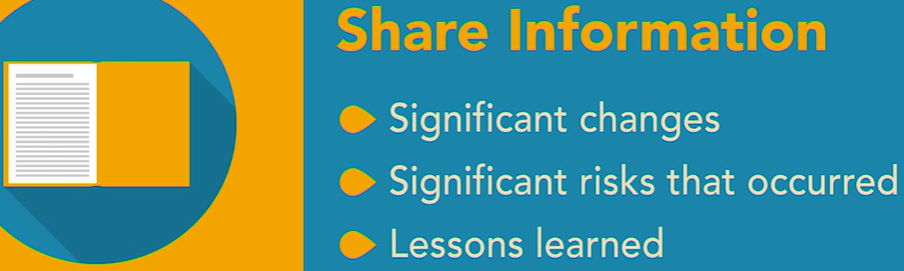 Share Information
Significant changes
Significant risks that occurred
Lessons learned